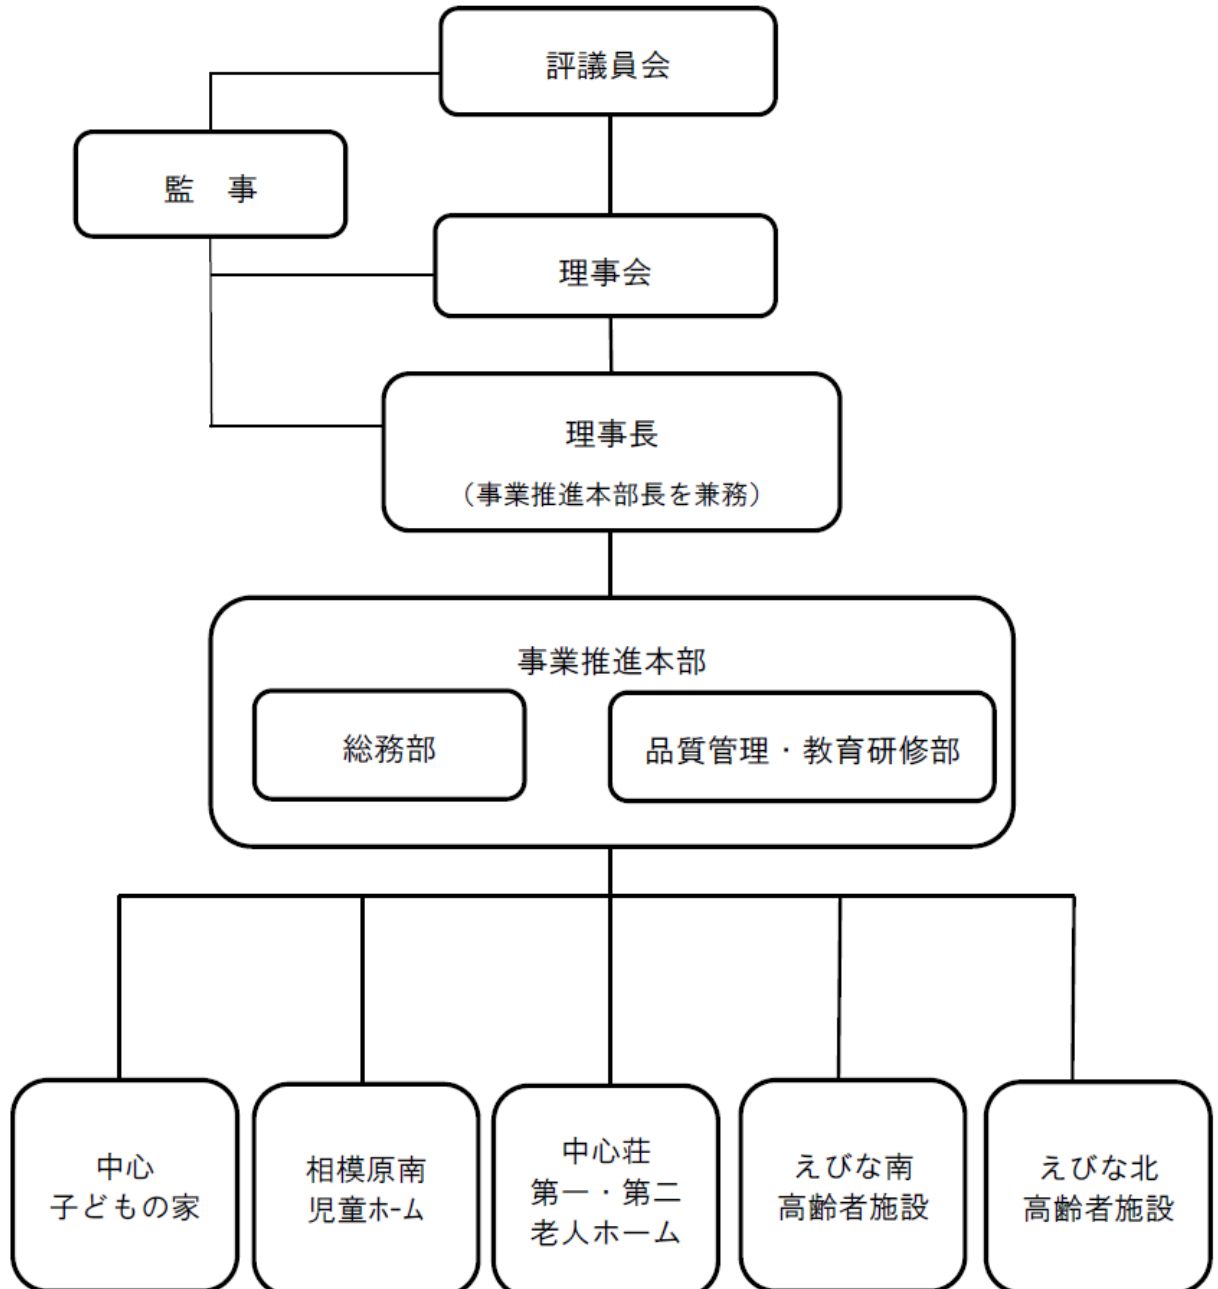 評議員会
監　事
理事会
理事長
（事業推進本部長を兼務）
事業推進本部
総務部
品質管理・教育研修部
中心
子どもの家
相模原南
児童ﾎｰﾑ
中心荘
第一・第二
老人ホーム
えびな南
高齢者施設
えびな北
高齢者施設